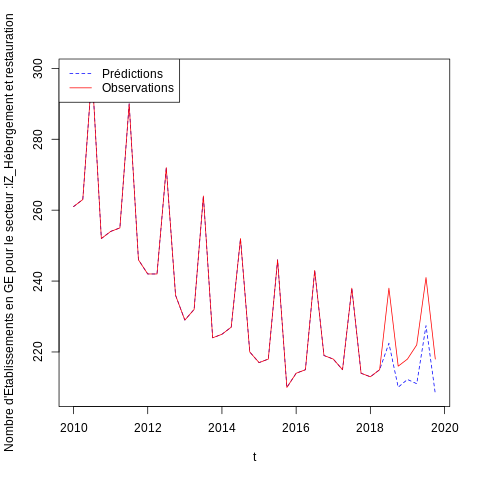 Nombre d'Etablissements en GE pour le secteur :IZ_Hébergement et restauration
300
280
260
240
220
Prédictions
Observations
2010 2012 2014 2016 2018 2020
t